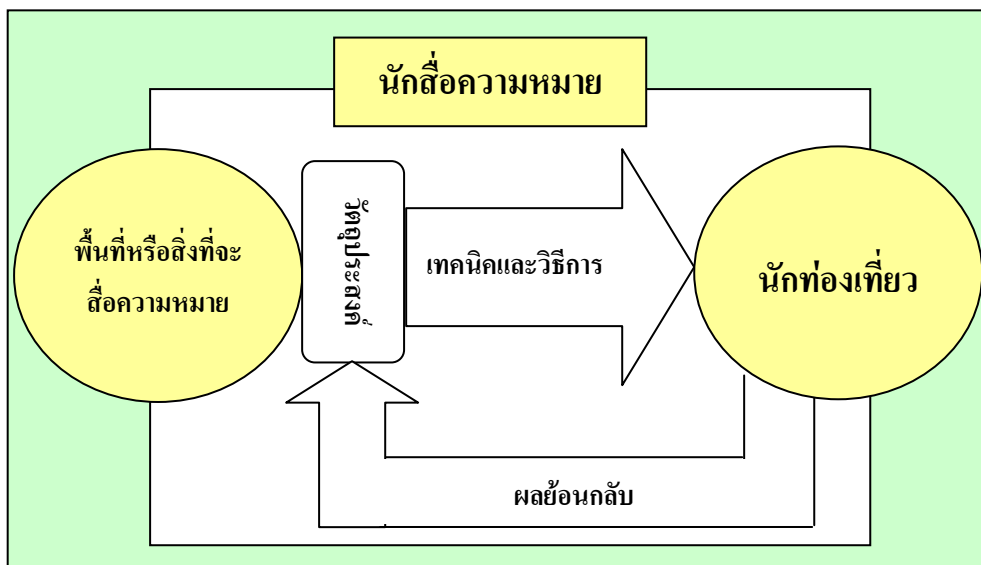 นักสื่อความหมาย
พื้นที่หรือสิ่งที่จะ
สื่อความหมาย
วัตถุประสงค์
เทคนิคและวิธีการ
นักท่องเที่ยว
ผลย้อนกลับ